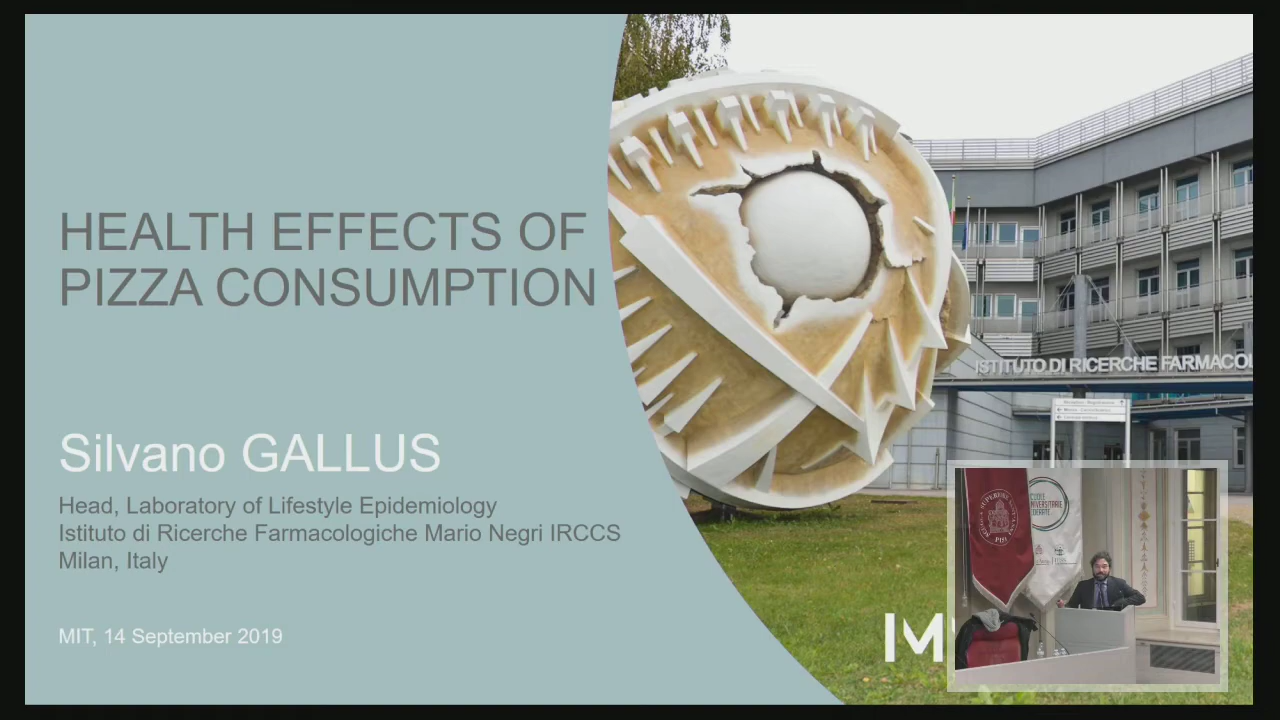 HEALTH EFFECTS OF
PIZZA CONSUMPTION
Silvano GALLUS
Head, Laboratory of Lifestyle Epidemiology
Istituto di Ricerche Farmacologiche Mario Negri IRCCS
Milan, Italy
MIT, 14 September 2019
ISTITUTO DI RICERCHE FARMACOL